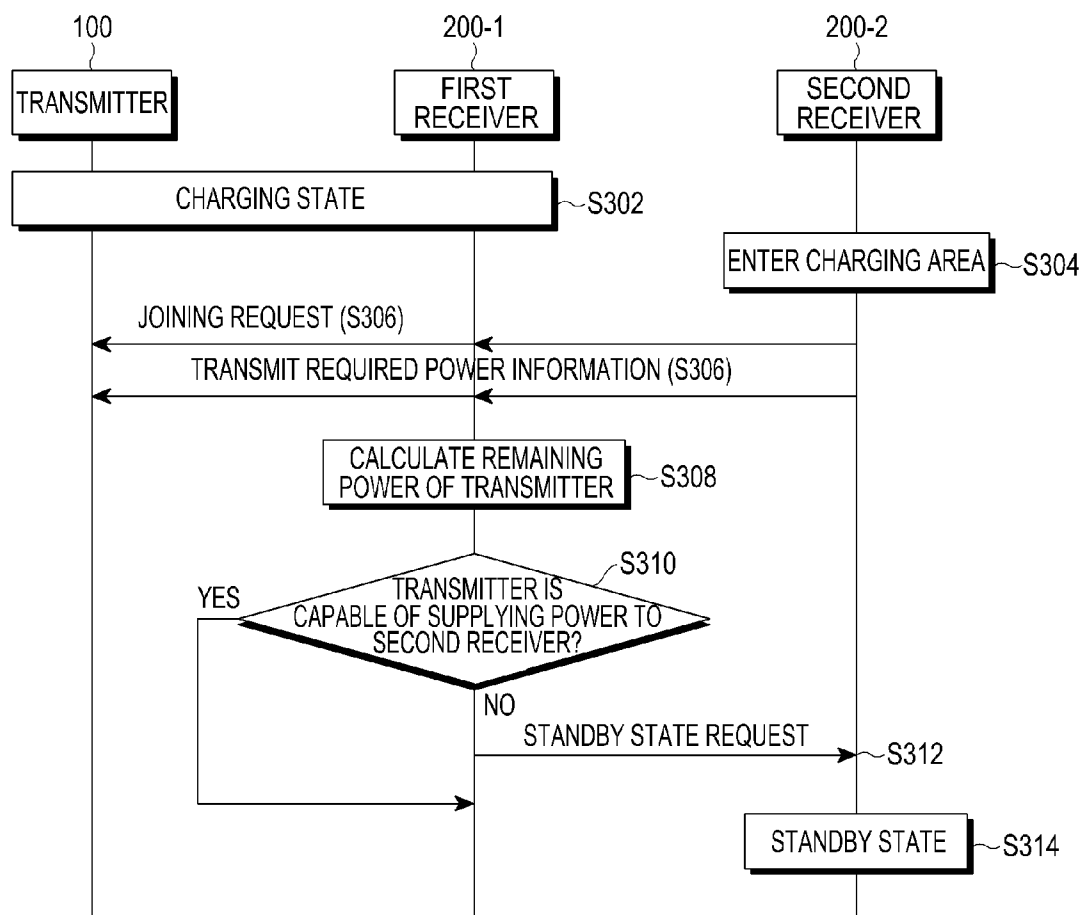 100
200-1
200-2
TRANSMITTER
FIRST
RECEIVER
SECOND
RECEIVER
CHARGING STATE
S302
ENTER CHARGING AREA
S304
JOINING REQUEST (S306)
TRANSMIT REQUIRED POWER INFORMATION (S306)
CALCULATE REMAINING
POWER OF TRANSMITTER
S308
S310
YES
TRANSMITTER IS
CAPABLE OF SUPPLYING POWER TO
SECOND RECEIVER?
NO
STANDBY STATE REQUEST
S312
STANDBY STATE
S314